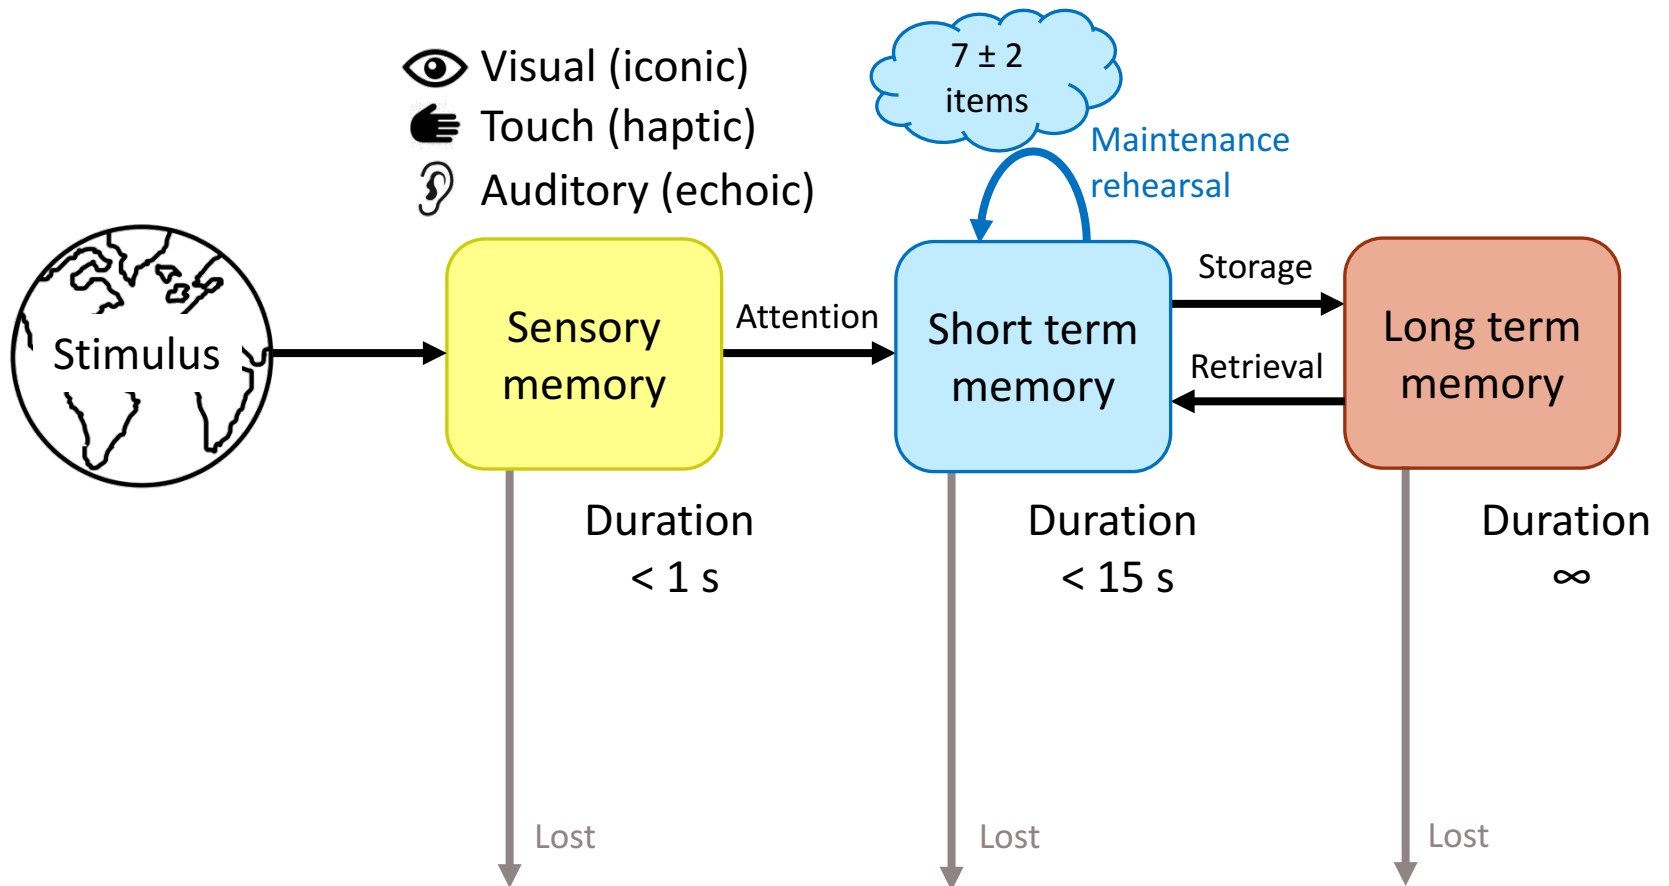 Visual (iconic)
Touch (haptic)
Auditory (echoic)
7 ± 2
items
Maintenance
rehearsal
Stimulus
Sensory
memory
Attention
Short term
memory
Storage
Retrieval
Long term
memory
Duration
< 1 s
Duration
< 15 s
Duration
∞
Lost
Lost
Lost